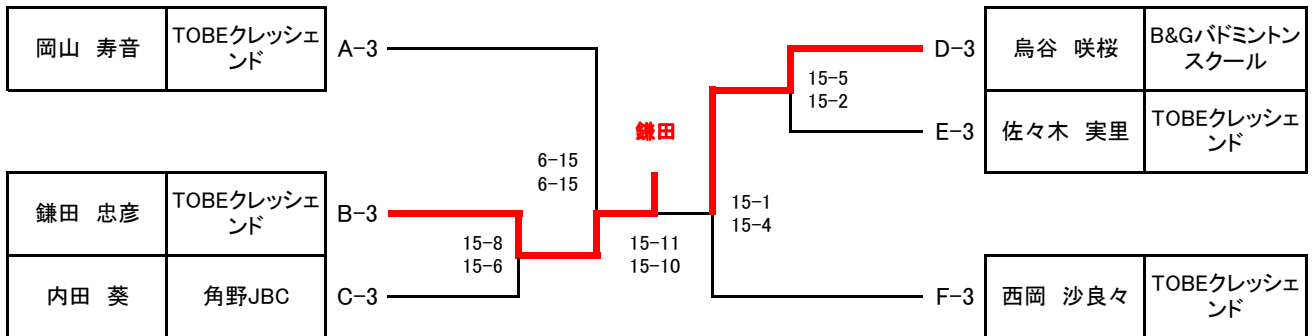 岡山　寿音
TOBEクレッシェ
ンド
A-3
鎌田　忠彦
TOBEクレッシェ
ンド
B-3
内田　葵
角野JBC
C-3
6-15
6-15
15-8
15-6
鎌田
15-11
15-10
15-5
15-2
15-1
15-4
D-3
烏谷　咲桜
B&Gバドミントン
スクール
E-3
佐々木　実里
TOBEクレッシェ
ンド
F-3
西岡　沙良々
TOBEクレッシェ
ンド